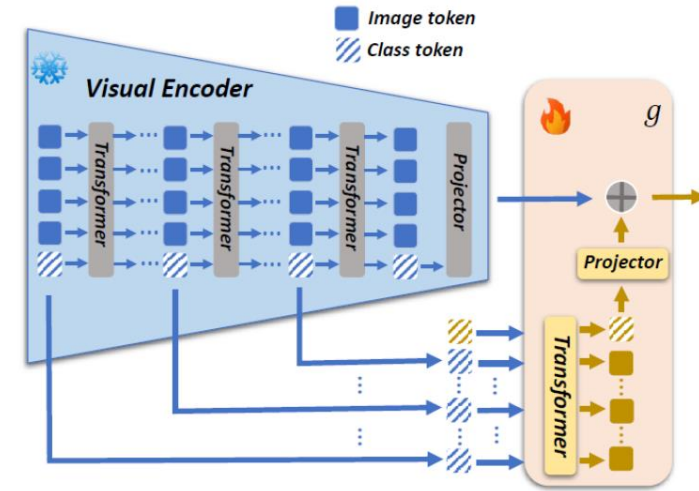 Image token
Class token
Visual Encoder
g
Transformer
Transformer
Transformer
Projector
Projector
Transformer